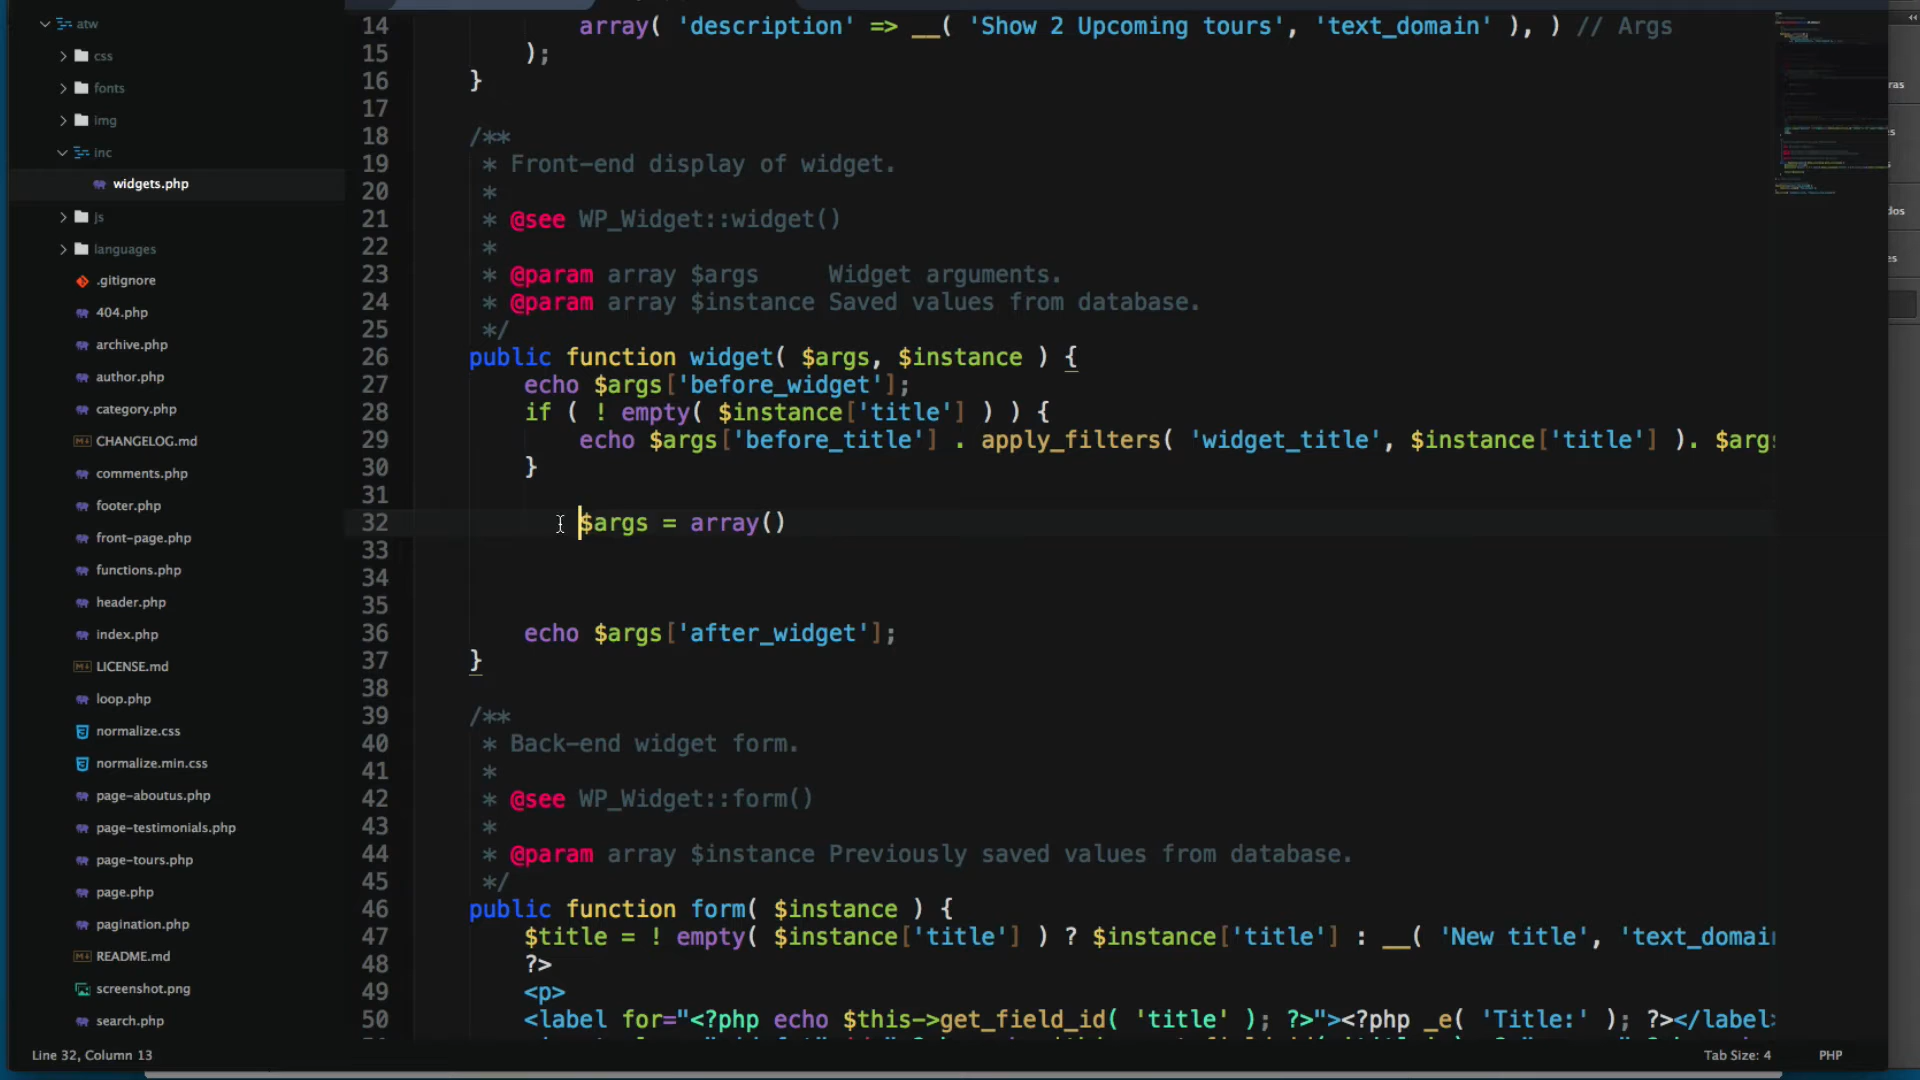 atw
css
fonts
img
inc
widgets.php
js
languages
.gitignore
404.php
archive.php
author.php
category.php
CHANGELOG.md
comments.php
footer.php
front-page.php
functions.php
header.php
index.php
LICENSE.md
loop.php
normalize.css
normalize.min.css
page-aboutus.php
page-testimonials.php
page-tours.php
page.php
pagination.php
README.md
screenshot.png
search.php
14 array( 'description' => __( 'Show 2 Upcoming tours', 'text_domain' ), ) // Args
15 );
16 }
17
18 /**
19 * Front-end display of widget.
20 *
21 * @see WP_Widget::widget()
22 *
23 * @param array $args     Widget arguments.
24 * @param array $instance Saved values from database.
25 */
26 public function widget( $args, $instance ) {
27 echo $args['before_widget'];
28 if ( ! empty( $instance['title'] ) ) {
29 echo $args['before_title'] . apply_filters( 'widget_title', $instance['title'] ). $arg
30 }
31
32 $args = array()
33
34
35
36 echo $args['after_widget'];
37 }
38
39 /**
40 * Back-end widget form.
41 *
42 * @see WP_Widget::form()
43 *
44 * @param array $instance Previously saved values from database.
45 */
46 public function form( $instance ) {
47 $title = ! empty( $instance['title'] ) ? $instance['title'] : __( 'New title', 'text_domai
48 ?>
49 <p>
50 <label for="<?php echo $this->get_field_id( 'title' ); ?>"><?php _e( 'Title:' ); ?></label>
ras
es
dos
es
Line 32, Column 13
Tab Size: 4
PHP